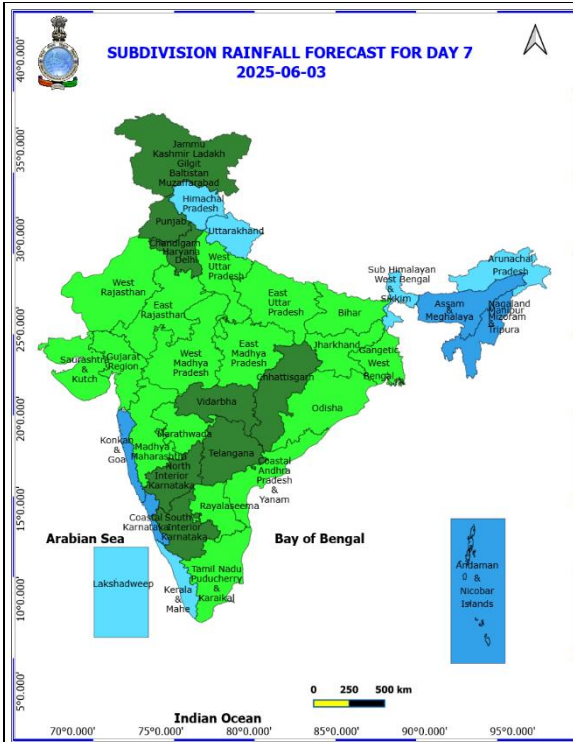 SUBDIVISION RAINFALL FORECAST FOR DAY 7
2025-06-03
40°0.000'
35°0.000'
30°0.000'
25°0.000'
20°0.000'
15°0.000'
10°0.000'
5°0.000'
Jammu
Kashmir Ladakh
Gilgit
Baltistan
Muzaffarabad
Himachal
Pradesh
Punjab
Uttarakhand
Chandigarh
Haryana
Delhi
West
Uttar
Pradesh
Arunachal
Pradesh
West
Rajasthan
Sub Himalayan
West Bengal
&
Sikkim
East
Rajasthan
East
Uttar
Pradesh
Bihar
Assam
&
Meghalaya
Nagaland
Manipur
Mizoram
&
Tripura
Saurashtra
&
Kutch
Gujarat
Region
West
Madhya
Pradesh
East
Madhya
Pradesh
Jharkhand
Gangetic
West
Bengal
Chhattisgarh
Vidarbha
Odisha
Konkan
&
Goa
Madhya
Maharashtra
Marathwada
Telangana
North
Interior
Karnataka
Coastal
Andhra
Pradesh
&
Yanam
Rayalaseema
Coastal
Karnataka
South
Interior
Karnataka
Arabian Sea
Bay of Bengal
Lakshadweep
Kerala
&
Mahe
Tamil Nadu
Puducherry
&
Karaikal
Andaman
&
Nicobar
Islands
0 250 500 km
70°0.000' 75°0.000' 80°0.000' 85°0.000' 90°0.000' 95°0.000'
Indian Ocean